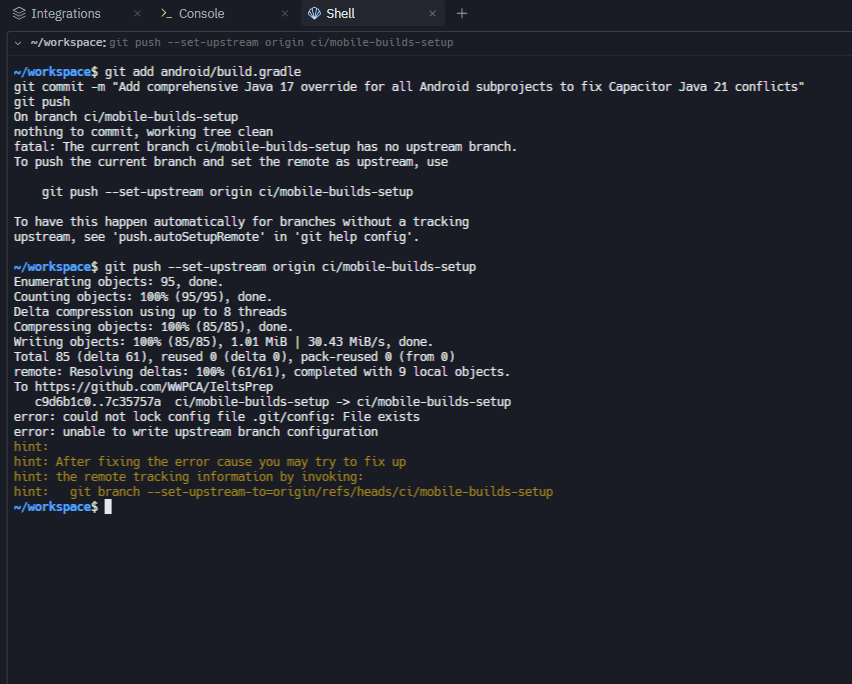 Integrations × Console × Shell × +
~/workspace: git push --set-upstream origin ci/mobile-builds-setup
~/workspace$ git add android/build.gradle
git commit -m "Add comprehensive Java 17 override for all Android subprojects to fix Capacitor Java 21 conflicts"
git push
On branch ci/mobile-builds-setup
nothing to commit, working tree clean
fatal: The current branch ci/mobile-builds-setup has no upstream branch.
To push the current branch and set the remote as upstream, use
    git push --set-upstream origin ci/mobile-builds-setup
To have this happen automatically for branches without a tracking
upstream, see 'push.autoSetupRemote' in 'git help config'.
~/workspace$ git push --set-upstream origin ci/mobile-builds-setup
Enumerating objects: 95, done.
Counting objects: 100% (95/95), done.
Delta compression using up to 8 threads
Compressing objects: 100% (85/85), done.
Writing objects: 100% (85/85), 1.01 MiB | 30.43 MiB/s, done.
Total 85 (delta 61), reused 0 (delta 0), pack-reused 0 (from 0)
remote: Resolving deltas: 100% (61/61), completed with 9 local objects.
To https://github.com/WWPCA/IeltsPrep
   c9d6b1c0..7c35757a  ci/mobile-builds-setup -> ci/mobile-builds-setup
error: could not lock config file .git/config: File exists
error: unable to write upstream branch configuration
hint:
hint: After fixing the error cause you may try to fix up
hint: the remote tracking information by invoking:
hint:   git branch --set-upstream-to=origin/refs/heads/ci/mobile-builds-setup
~/workspace$